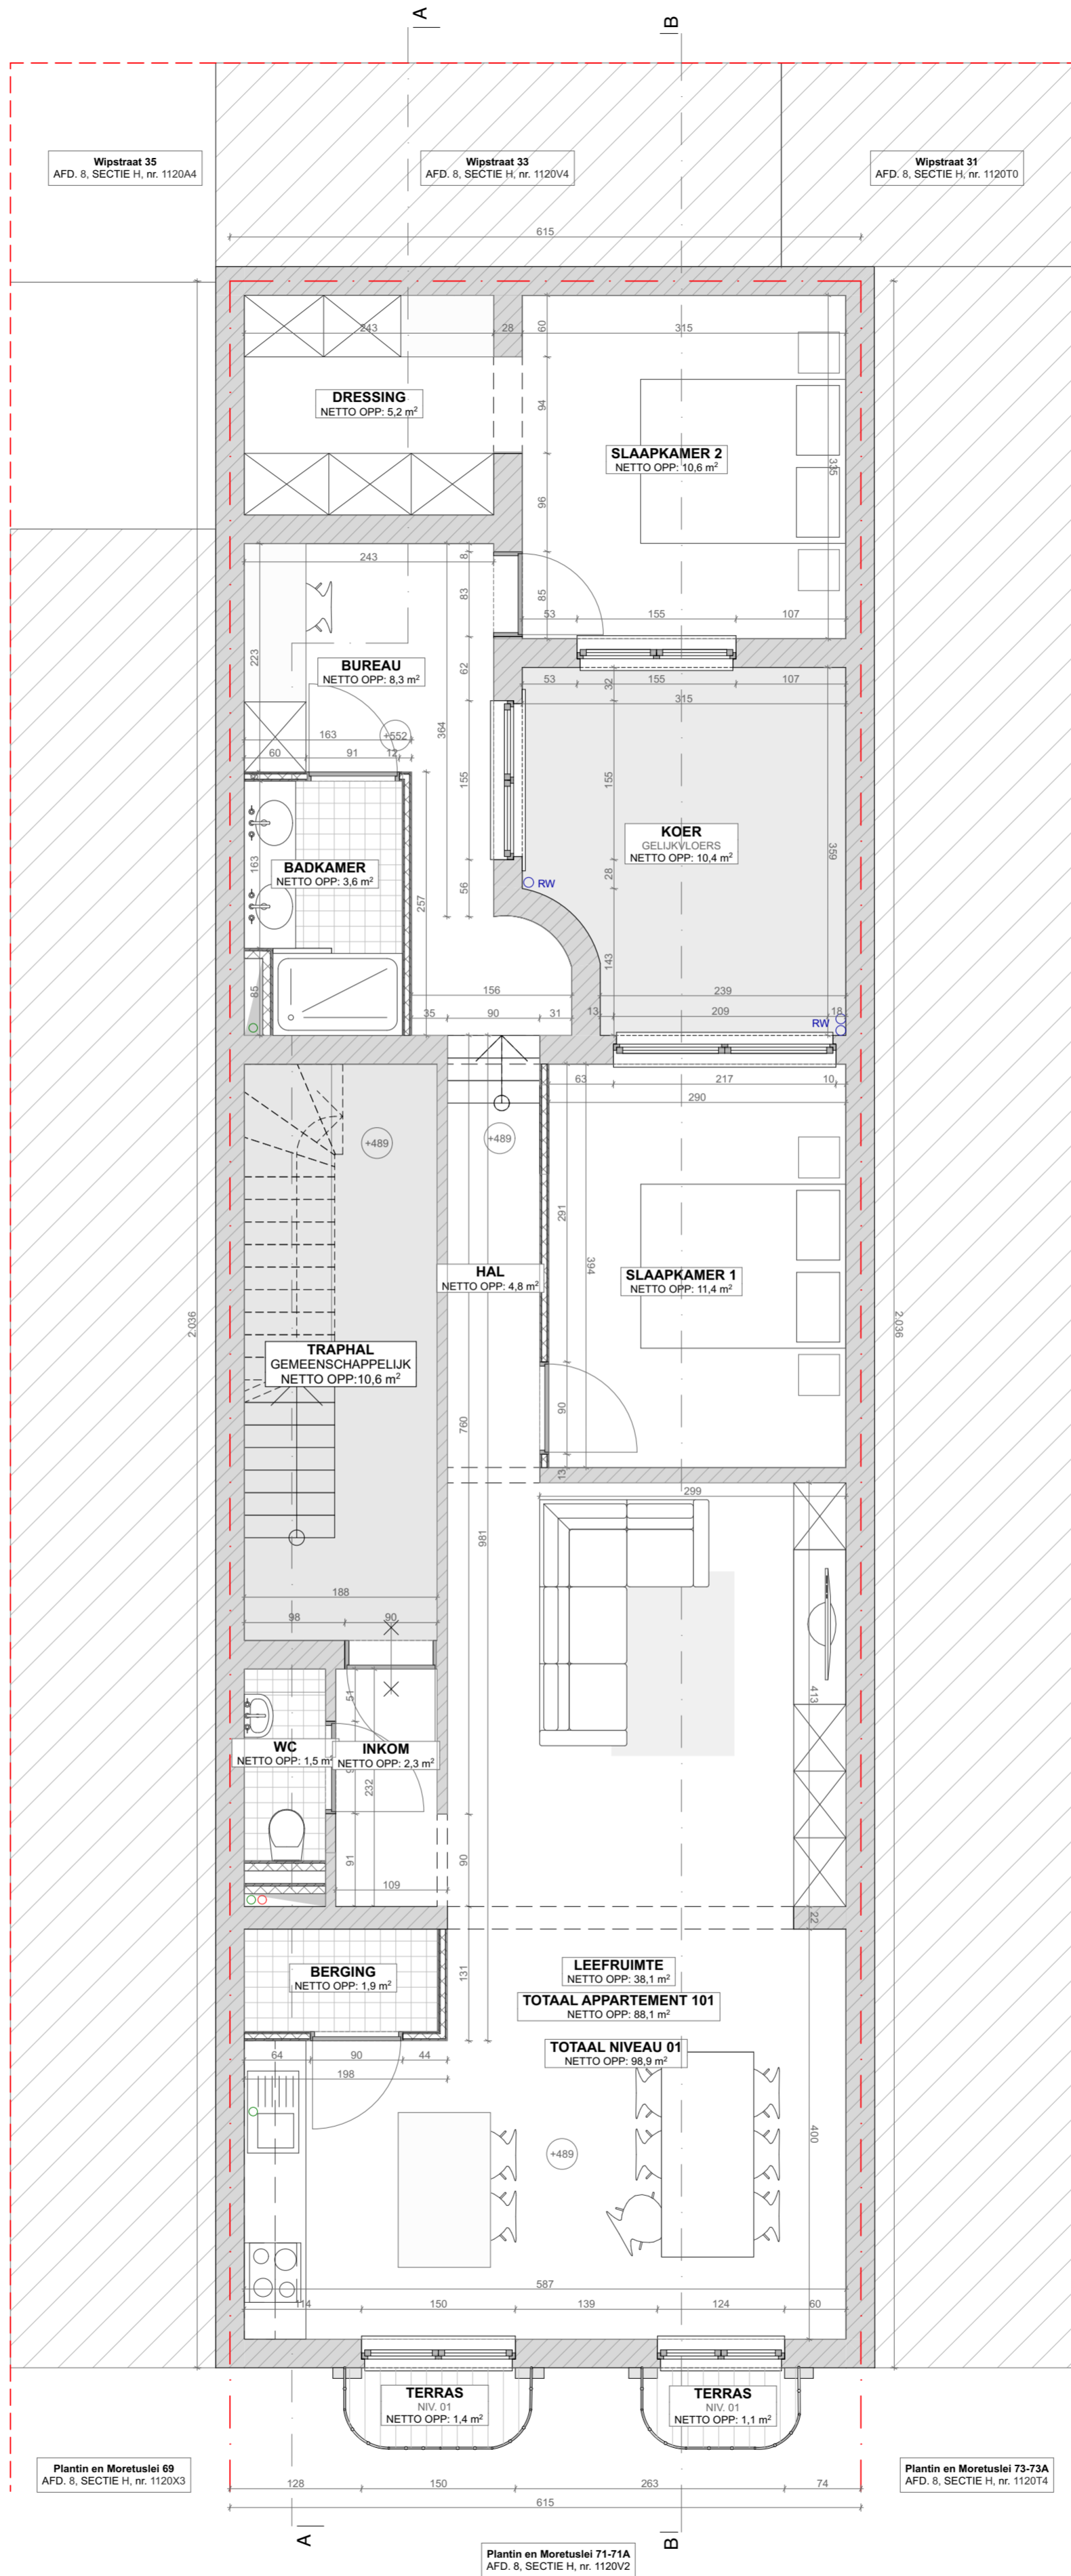 A
B
Wipstraat 35
AFD. 8, SECTIE H, nr. 1120A4
Wipstraat 33
AFD. 8, SECTIE H, nr. 1120V4
Wipstraat 31
AFD. 8, SECTIE H, nr. 1120T0
615
243
28
60
315
DRESSING
NETTO OPP: 5,2 m²
94
SLAAPKAMER 2
NETTO OPP: 10,6 m²
335
96
243
8
83
85
53
155
107
223
BUREAU
NETTO OPP: 8,3 m²
62
364
53
155
107
32
315
163
+552
60
91
12
155
155
KOER
GELIJKVLOERS
NETTO OPP: 10,4 m²
359
163
BADKAMER
NETTO OPP: 3,6 m²
56
28
RW
257
143
85
156
239
35
90
31
13
209
18
RW
63
217
10
290
+489
+489
291
394
HAL
NETTO OPP: 4,8 m²
SLAAPKAMER 1
NETTO OPP: 11,4 m²
2.036
2.036
TRAPHAL
GEMEENSCHAPPELIJK
NETTO OPP:10,6 m²
760
90
13
299
981
188
98
90
51
413
WC
NETTO OPP: 1,5 m²
INKOM
NETTO OPP: 2,3 m²
232
91
90
109
22
BERGING
NETTO OPP: 1,9 m²
131
LEEFRUIMTE
NETTO OPP: 38,1 m²
TOTAAL APPARTEMENT 101
NETTO OPP: 88,1 m²
TOTAAL NIVEAU 01
NETTO OPP: 98,9 m²
64
90
44
198
400
+489
587
114
150
139
124
60
TERRAS
NIV. 01
NETTO OPP: 1,4 m²
TERRAS
NIV. 01
NETTO OPP: 1,1 m²
Plantin en Moretuslei 69
AFD. 8, SECTIE H, nr. 1120X3
Plantin en Moretuslei 73-73A
AFD. 8, SECTIE H, nr. 1120T4
128
150
263
74
615
A
B
Plantin en Moretuslei 71-71A
AFD. 8, SECTIE H, nr. 1120V2